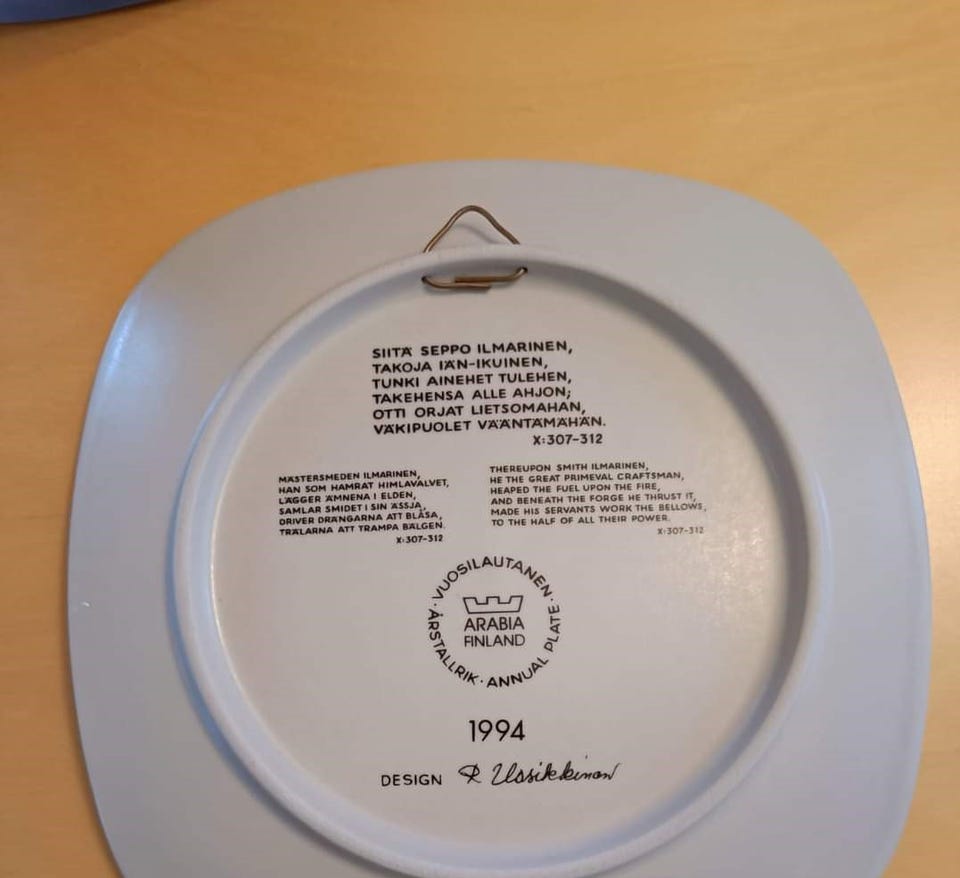 SIITÄ SEPPO ILMARINEN,
TAKOJA IÄN-IKUINEN,
TUNKI AINEHET TULEHEN,
TAKEHENSA ALLE AHJON;
OTTI ORJAT LIETSOMAHAN,
VÄKIPUOLET VÄÄNTÄMÄHÄN.
X:307-312
MÄSTERSMEDEN ILMARINEN,
HAN SOM HAMRAT HIMLAVALVET,
LÄGGER ÄMNENA I ELDEN,
SAMLAR SMIDET I SIN ÄSSJA,
DRIVER DRÄNGARNA ATT BLÅSA,
TRÄLARNA ATT TRAMPA BÄLGEN.
X:307-312
THEREUPON SMITH ILMARINEN,
HE THE GREAT PRIMEVAL CRAFTSMAN,
HEAPED THE FUEL UPON THE FIRE,
AND BENEATH THE FORGE HE THRUST IT,
MADE HIS SERVANTS WORK THE BELLOWS,
TO THE HALF OF ALL THEIR POWER.
X:307-312
·VUOSILAUTANEN·
ARABIA
FINLAND
ÅRSTALLRIK·ANNUAL PLATE
1994
DESIGN R Uosikkinen